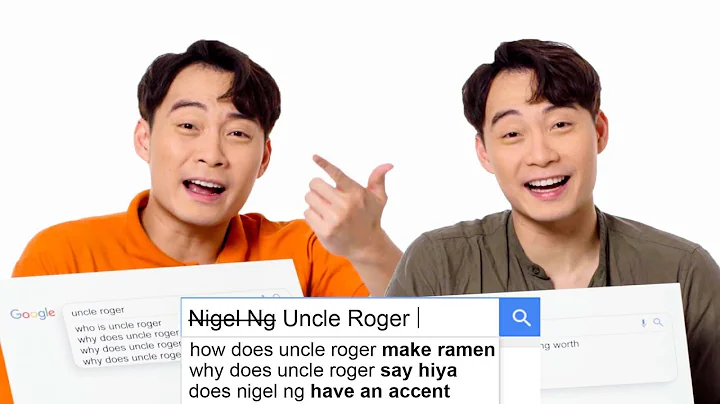 Google
uncle roger
who is uncle roger
why does uncle roger
why does uncle roger
why does uncle roger
Nigel Ng Uncle Roger
how does uncle roger make ramen
why does uncle roger say hiya
does nigel ng have an accent
ng worth